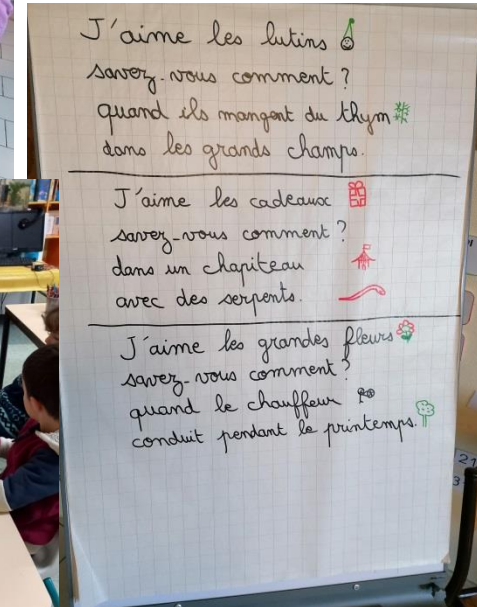 J'aime les lutins
savez-vous comment ?
quand ils mangent du thym
dans les grands champs.
J'aime les cadeaux
savez-vous comment ?
dans un chapiteau
avec des serpents.
J'aime les grandes fleurs
savez-vous comment ?
quand le chauffeur
conduit pendant le printemps.
21
3